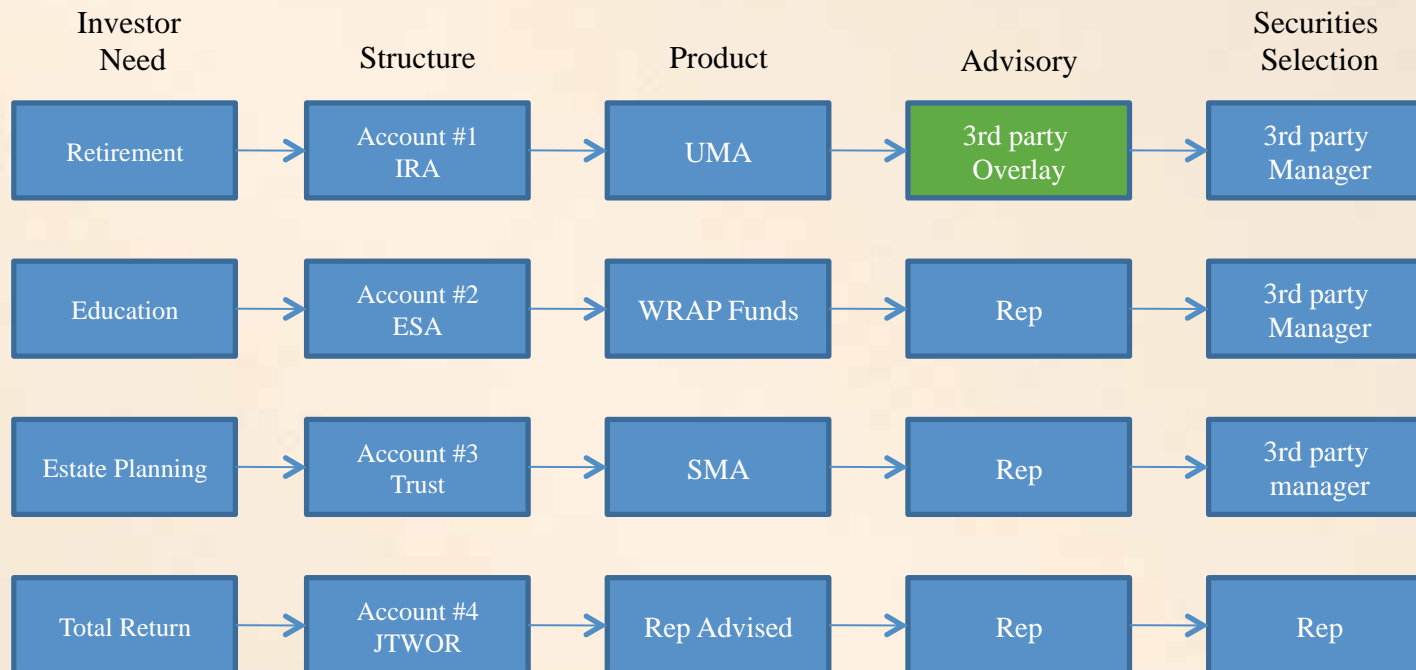 Investor
Need
Structure
Product
Advisory
Securities
Selection
Retirement
Account #1
IRA
UMA
3rd party
Overlay
3rd party
Manager
Education
Account #2
ESA
WRAP Funds
Rep
3rd party
Manager
Estate Planning
Account #3
Trust
SMA
Rep
3rd party
manager
Total Return
Account #4
JTWOR
Rep Advised
Rep
Rep